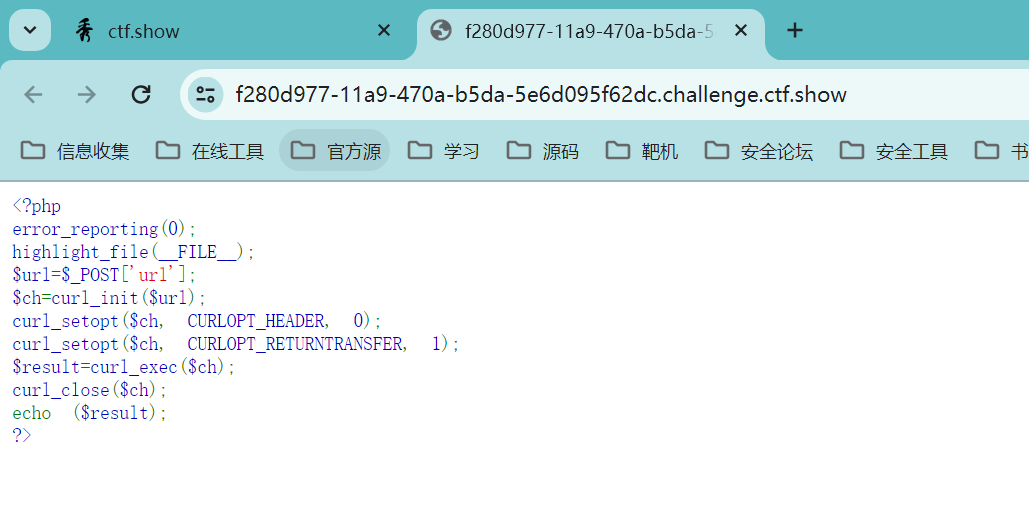 秀 ctf.show
f280d977-11a9-470a-b5da-5
f280d977-11a9-470a-b5da-5e6d095f62dc.challenge.ctf.show
信息收集 在线工具 官方源 学习 源码 靶机 安全论坛 安全工具 书
<?php
error_reporting(0);
highlight_file(__FILE__);
$url=$_POST['url'];
$ch=curl_init($url);
curl_setopt($ch, CURLOPT_HEADER, 0);
curl_setopt($ch, CURLOPT_RETURNTRANSFER, 1);
$result=curl_exec($ch);
curl_close($ch);
echo ($result);
?>